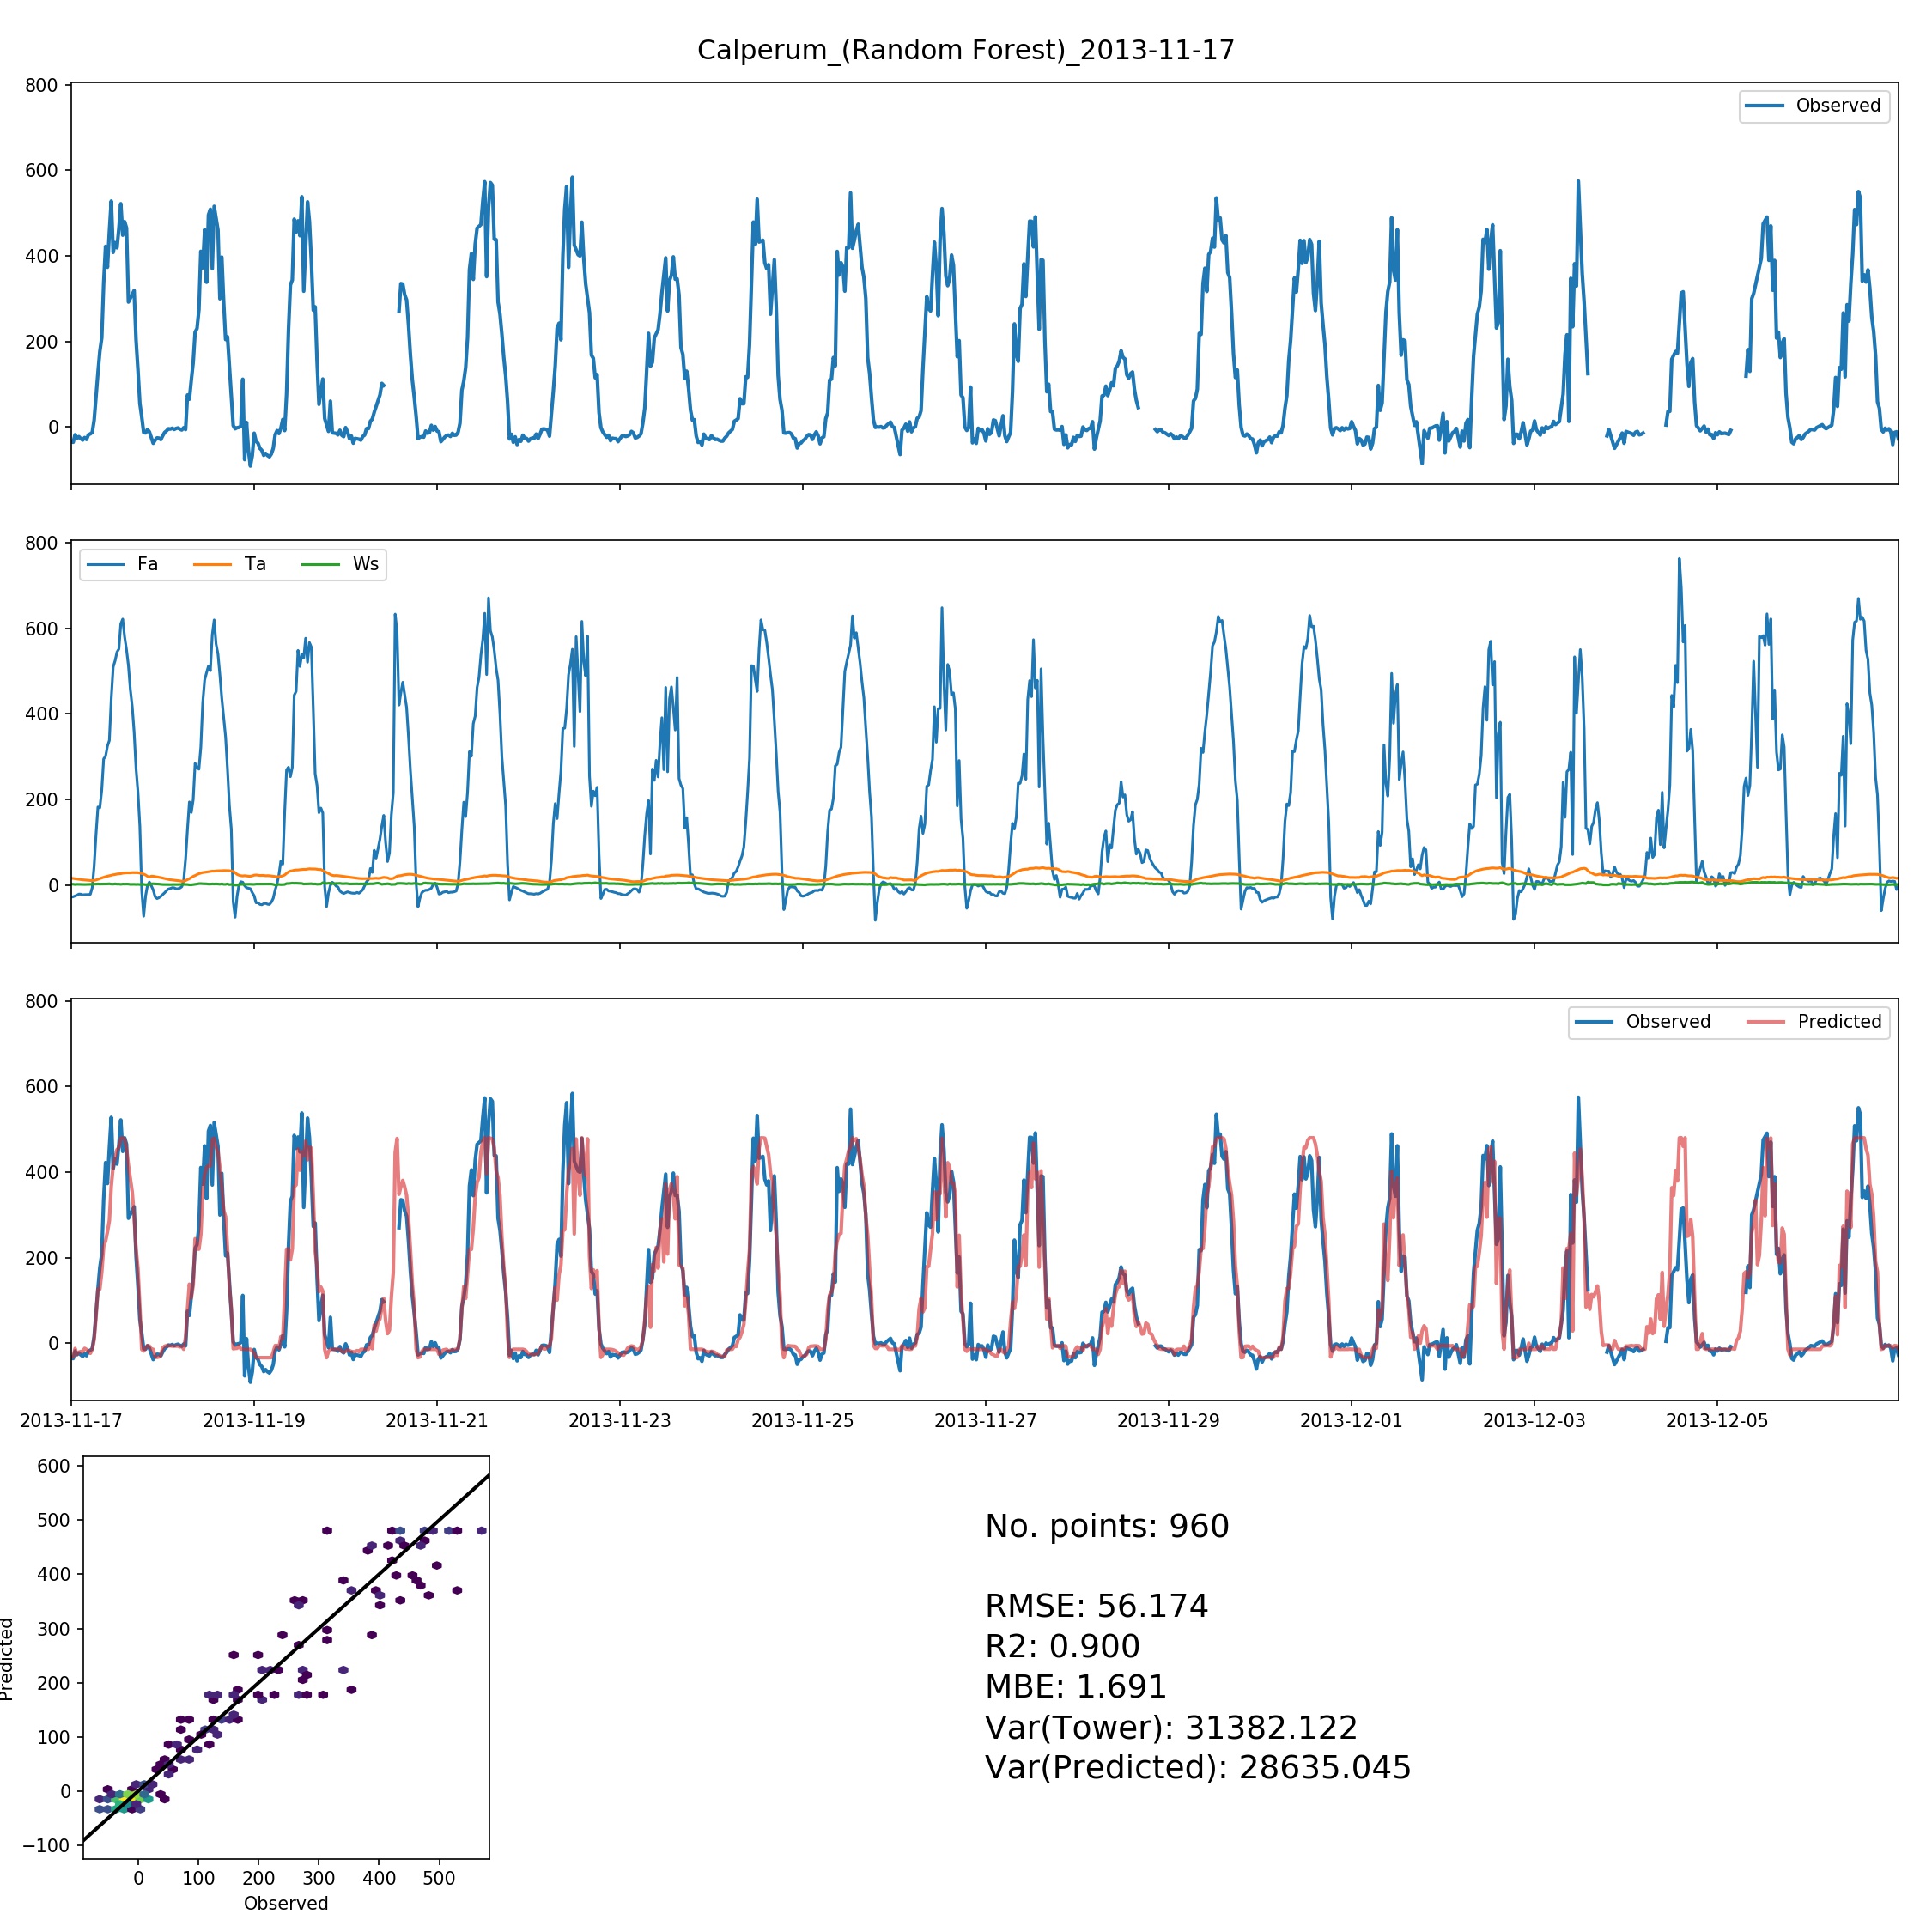 Calperum_(Random Forest)_2013-11-17
800
600
400
200
0
Observed
800
600
400
200
0
Fa Ta Ws
800
600
400
200
0
Observed Predicted
2013-11-17 2013-11-19 2013-11-21 2013-11-23 2013-11-25 2013-11-27 2013-11-29 2013-12-01 2013-12-03 2013-12-05
Predicted
600
500
400
300
200
100
0
−100
0 100 200 300 400 500
Observed
No. points: 960
RMSE: 56.174
R2: 0.900
MBE: 1.691
Var(Tower): 31382.122
Var(Predicted): 28635.045